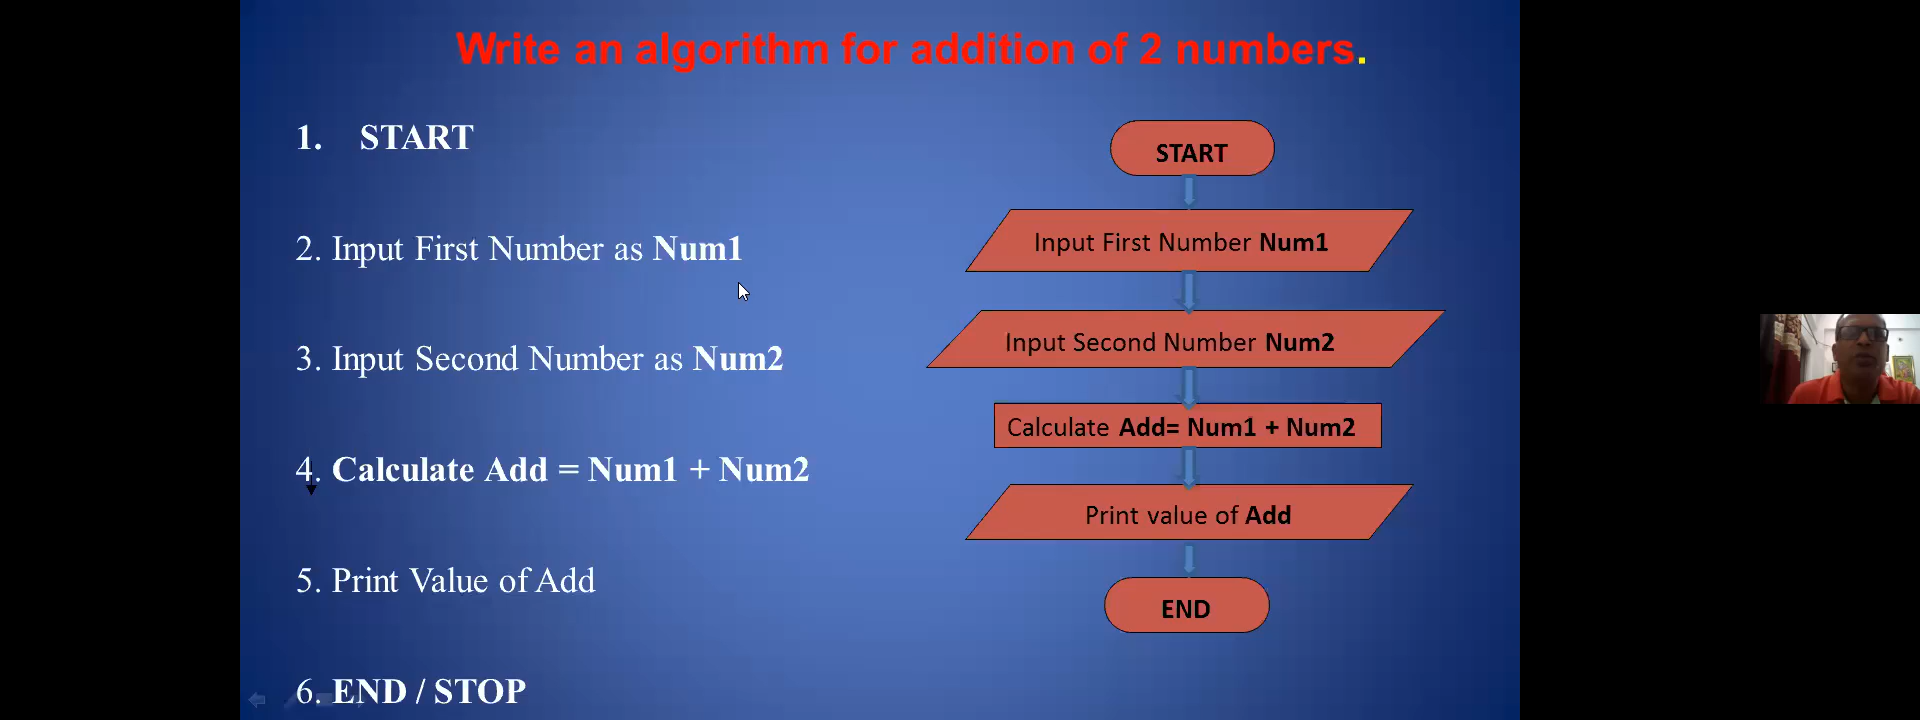 Write an algorithm for addition of 2 numbers.
1. START
2. Input First Number as Num1
3. Input Second Number as Num2
4. Calculate Add = Num1 + Num2
5. Print Value of Add
6. END / STOP
START
Input First Number Num1
Input Second Number Num2
Calculate Add= Num1 + Num2
Print value of Add
END